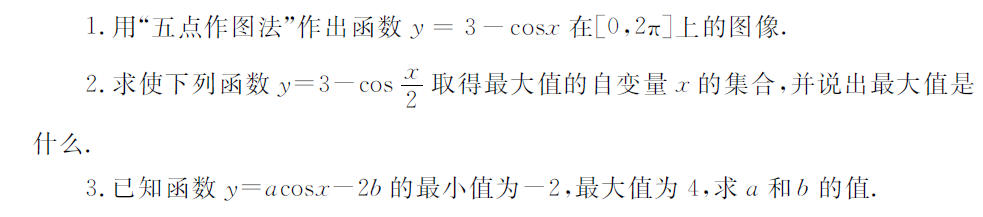 1.用“五点作图法”作出函数 y = 3 - cosx 在[0,2π]上的图像.
2.求使下列函数 y=3-cos x/2 取得最大值的自变量 x 的集合,并说出最大值是
什么.
3.已知函数 y=acosx-2b 的最小值为-2,最大值为 4,求 a 和b 的值.